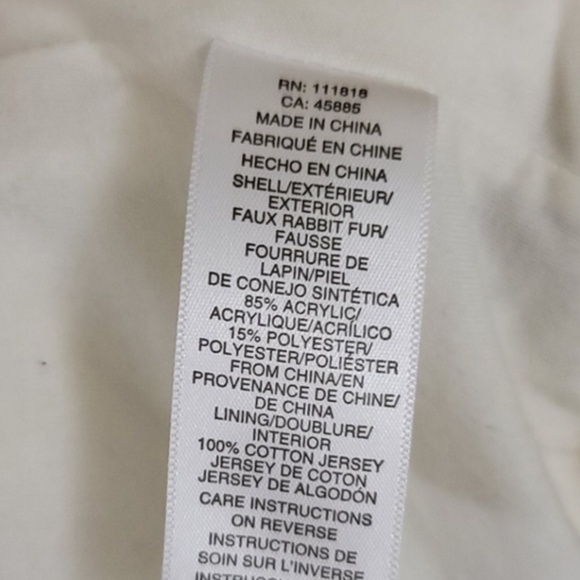 RN: 111818
CA: 45885
MADE IN CHINA
FABRIQUÉ EN CHINE
HECHO EN CHINA
SHELL/EXTÉRIEUR/
EXTERIOR
FAUX RABBIT FUR/
FAUSSE
FOURRURE DE
LAPIN/PIEL
DE CONEJO SINTÉTICA
85% ACRYLIC/
ACRYLIQUE/ACRÍLICO
15% POLYESTER/
POLYESTER/POLIÉSTER
FROM CHINA/EN
PROVENANCE DE CHINE/
DE CHINA
LINING/DOUBLURE/
INTERIOR
100% COTTON JERSEY
JERSEY DE COTON
JERSEY DE ALGODÓN
CARE INSTRUCTIONS
ON REVERSE
INSTRUCTIONS DE
SOIN SUR L'INVERSE